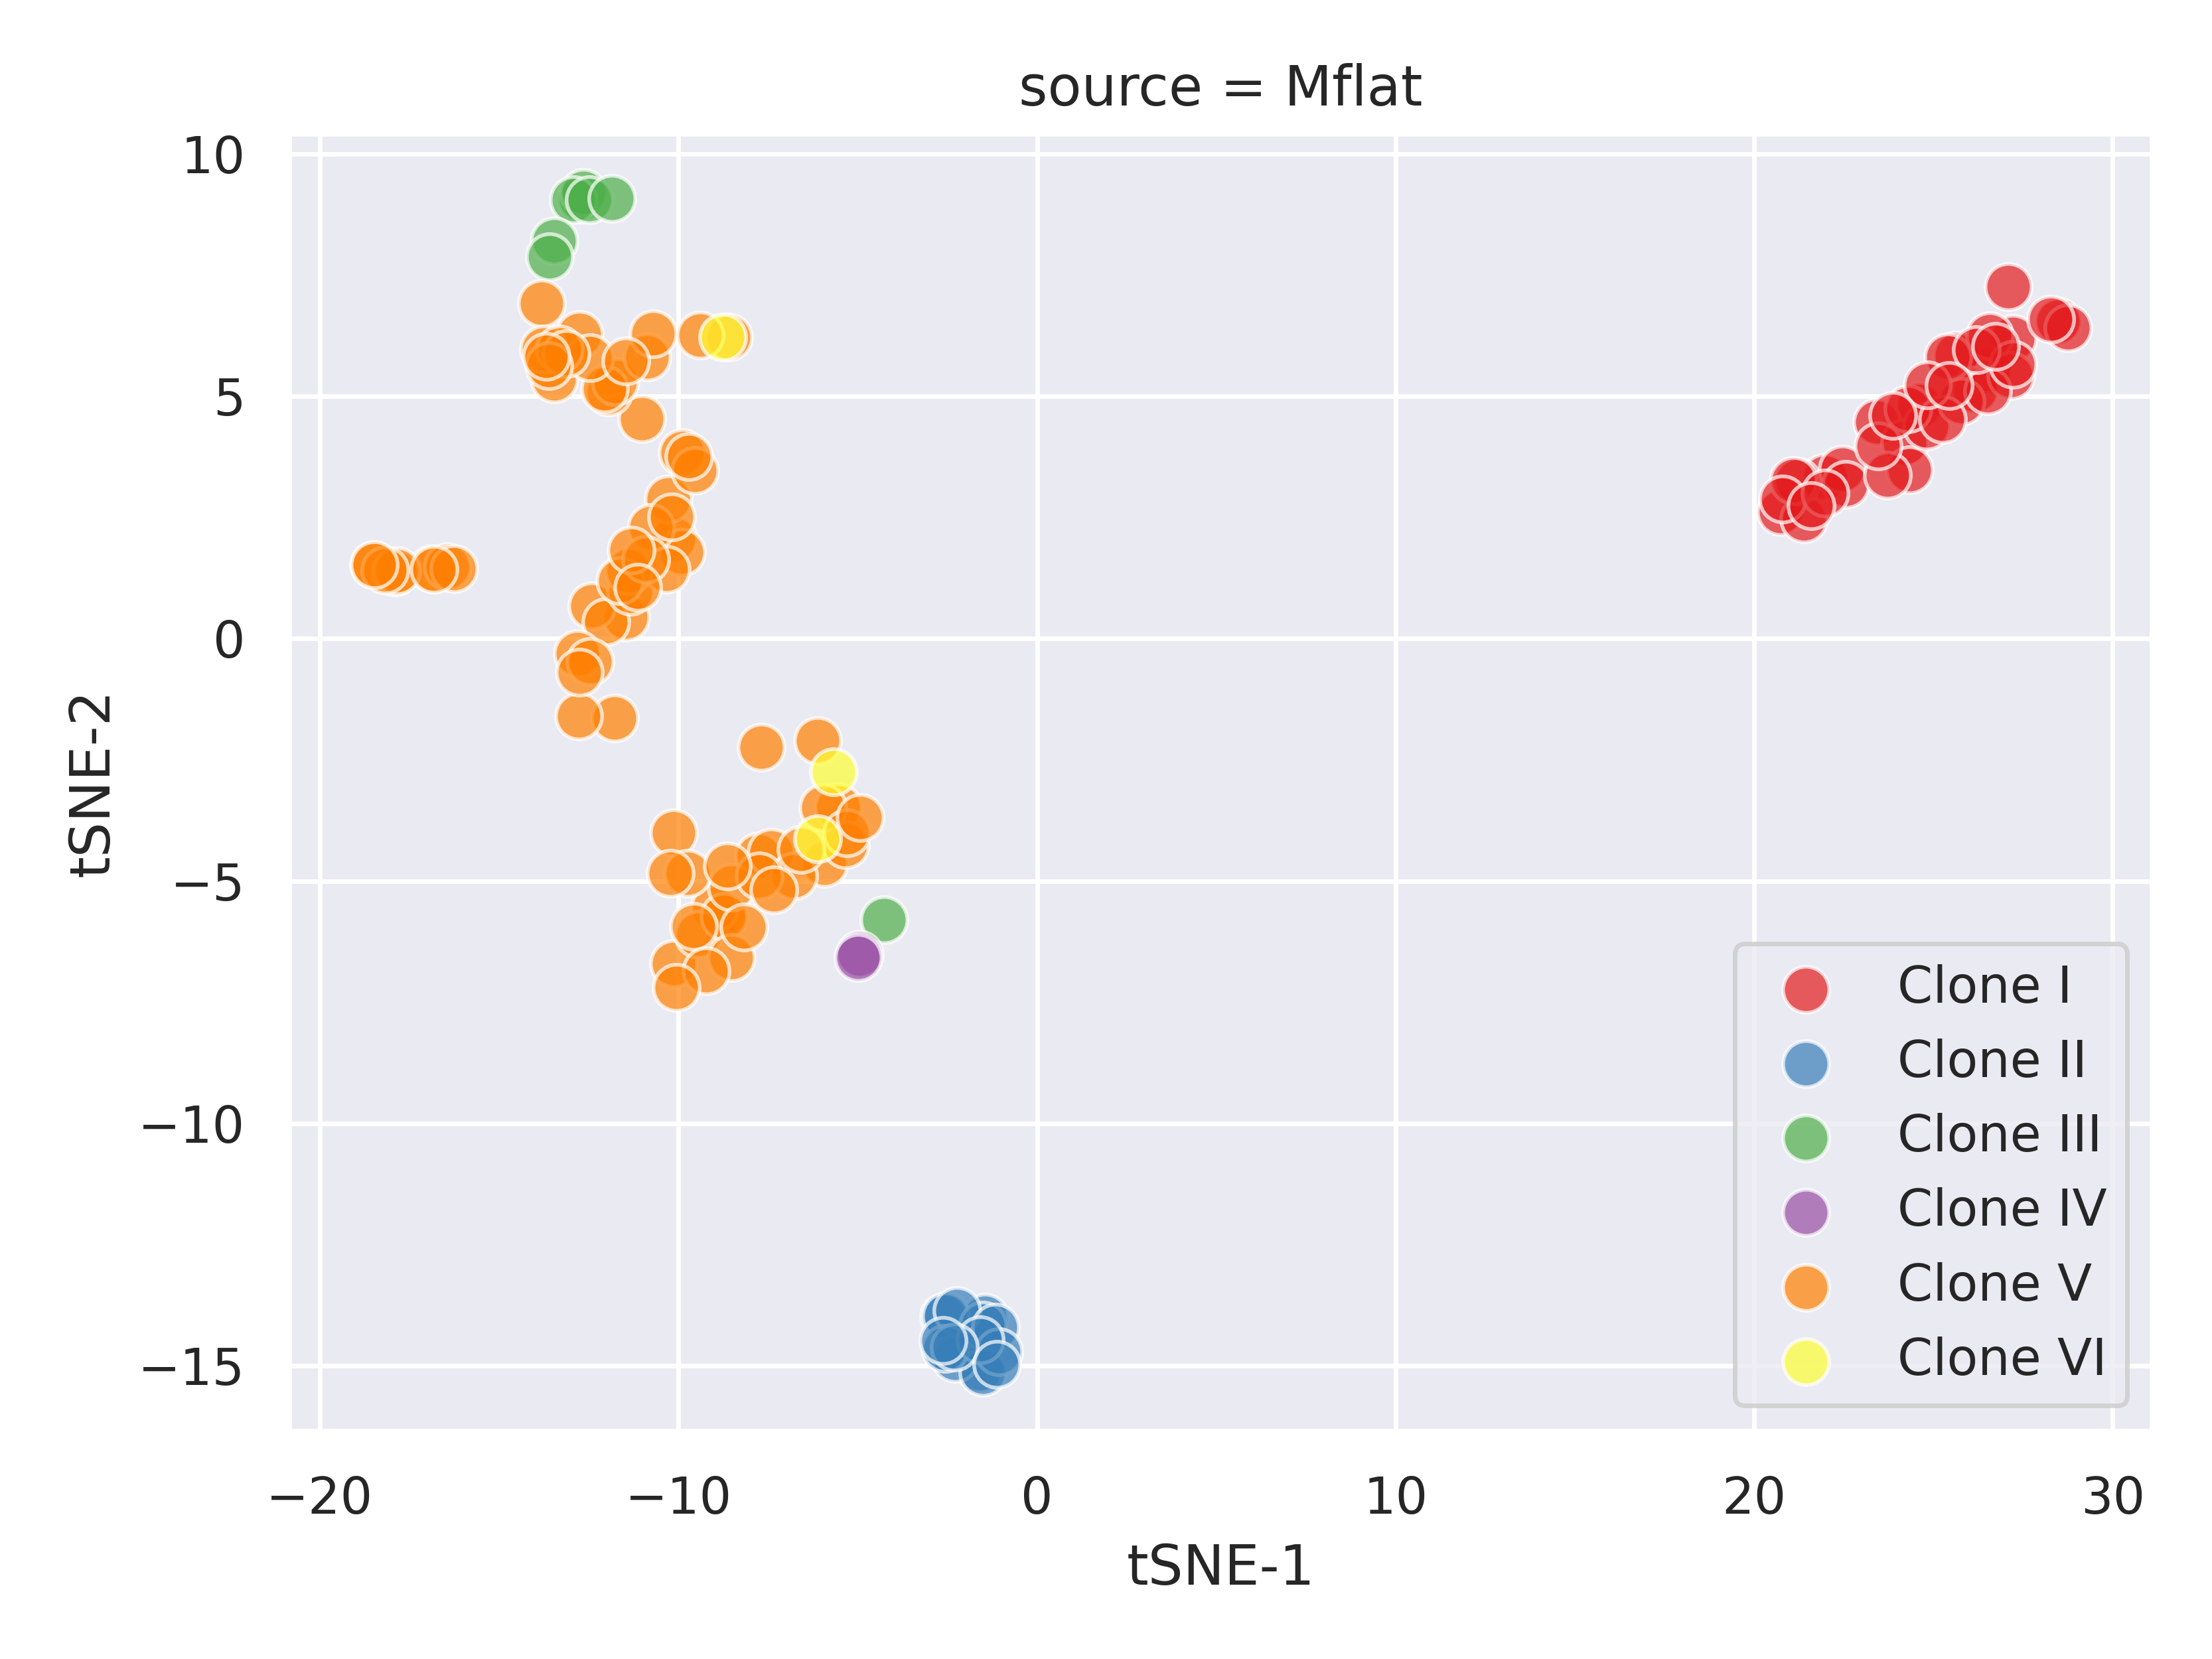 source = Mflat
10
5
0
−5
−10
−15
tSNE-2
Clone I
Clone II
Clone III
Clone IV
Clone V
Clone VI
−20 −10 0 10 20 30
tSNE-1